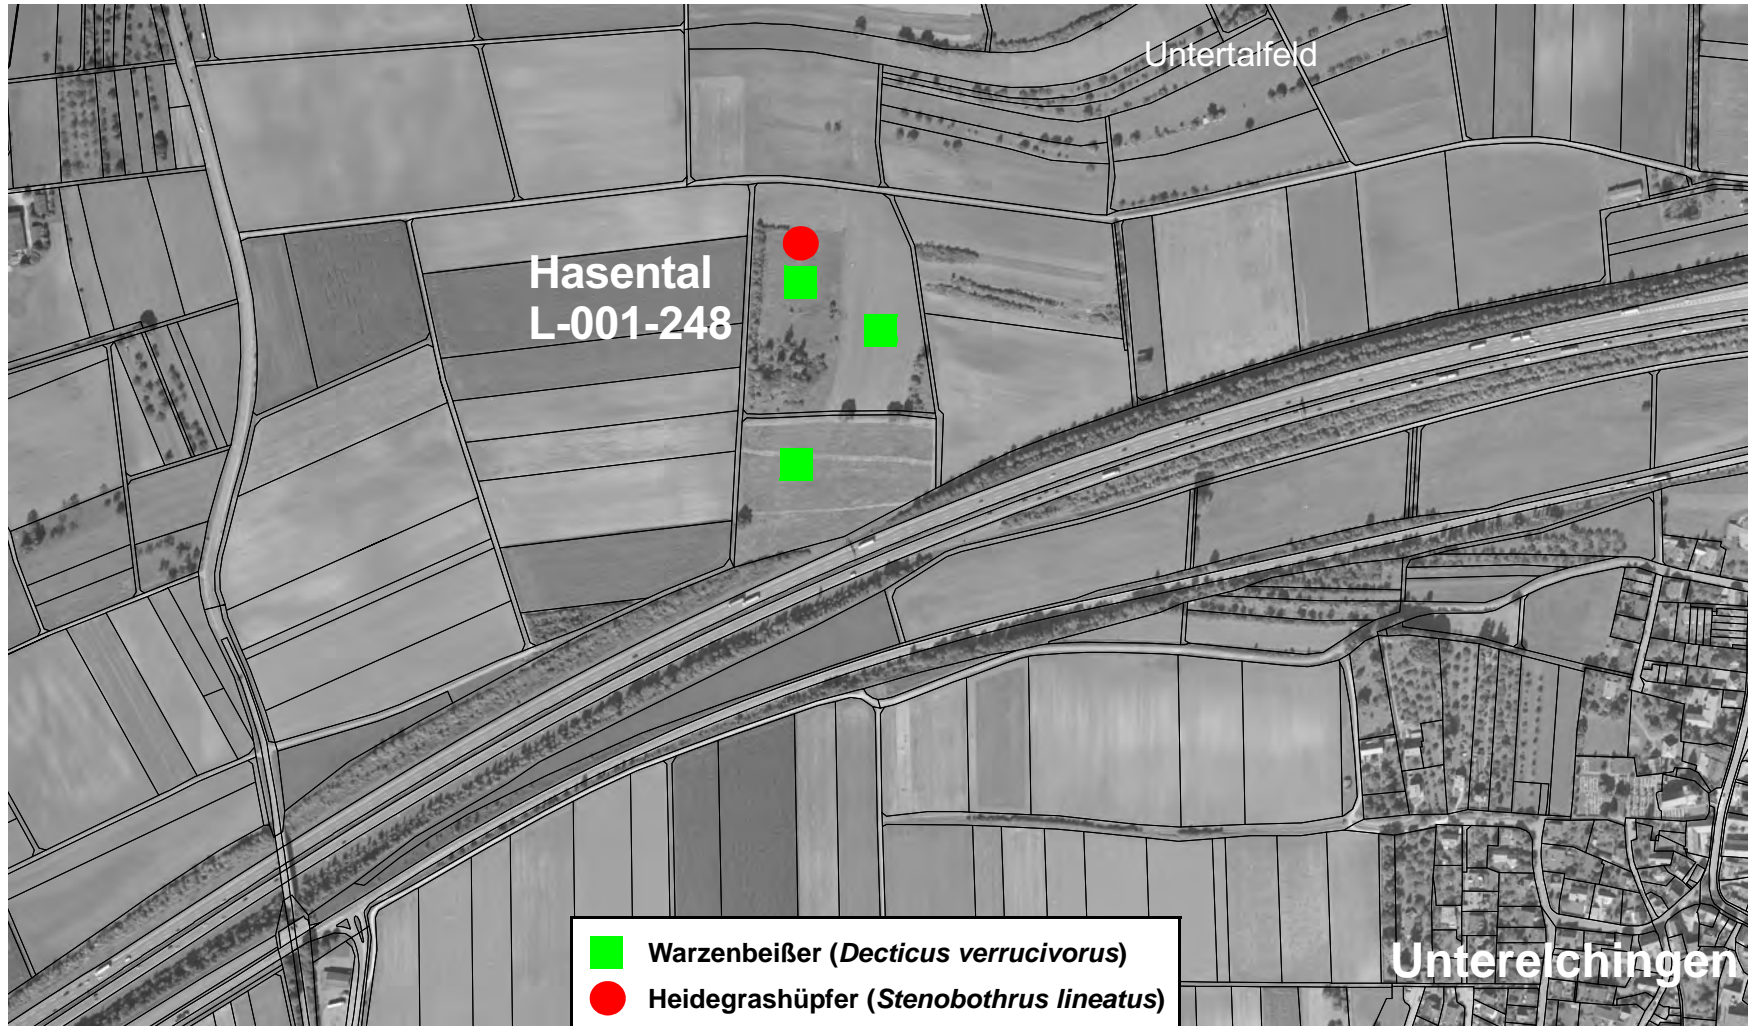 Untertalfeld
Hasental
L-001-248
Unterelchingen
Warzenbeißer (Decticus verrucivorus)
Heidegrashüpfer (Stenobothrus lineatus)